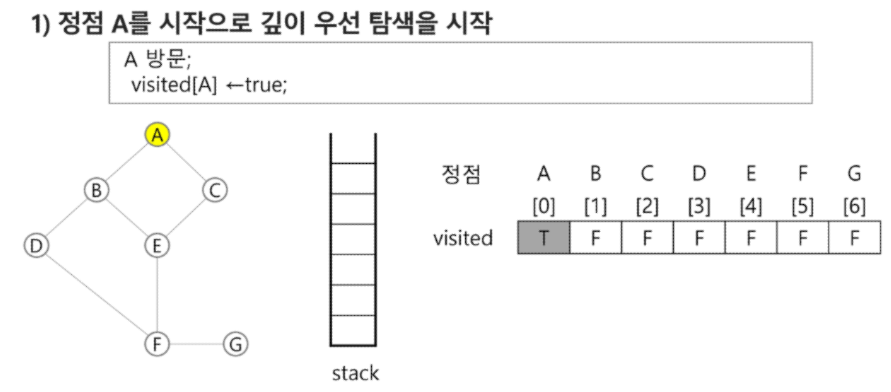 1) 정점 A를 시작으로 깊이 우선 탐색을 시작
A 방문;
visited[A] ←true;
A
B
C
D
E
F
G
stack
정점 A B C D E F G
[0] [1] [2] [3] [4] [5] [6]
visited T F F F F F F